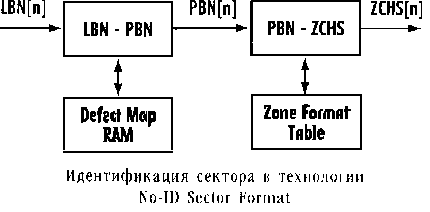 LBN[n] PBN[n] ZCHS[n]
LBN - PBN PBN - ZCHS
Defect Map Zone Format
RAM Table
Идентификация сектора в технологии
No-ID Sector Format